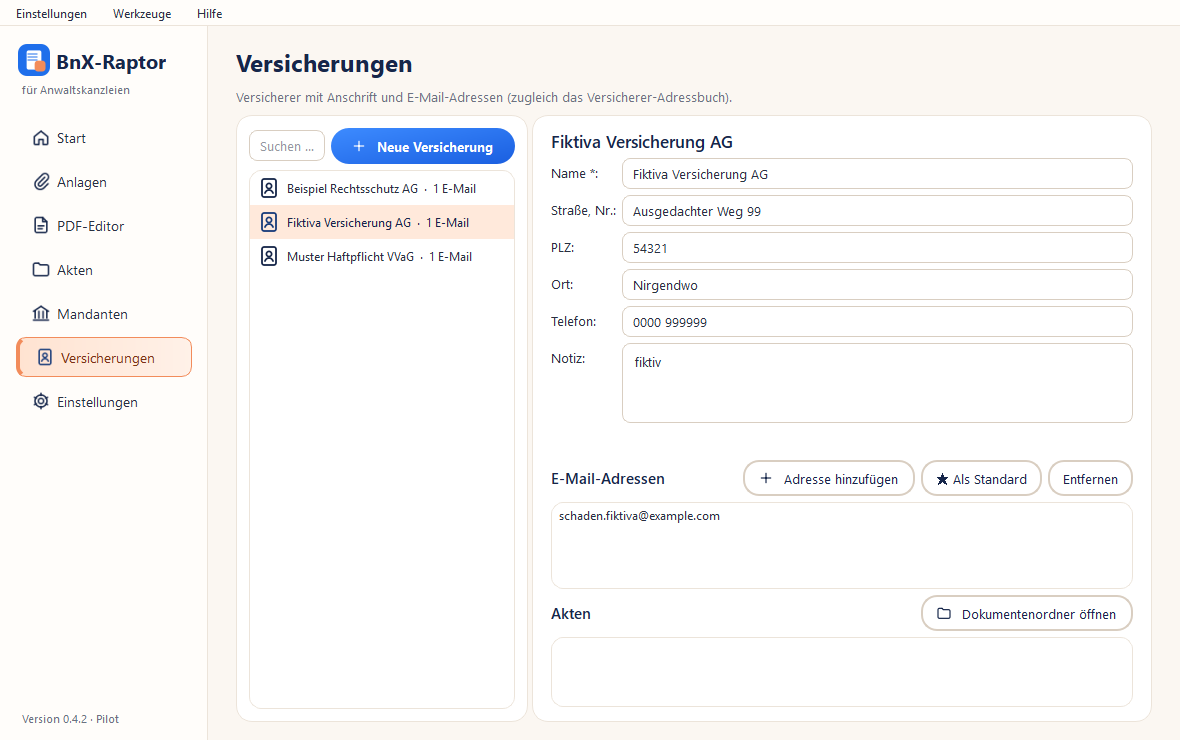 Einstellungen Werkzeuge Hilfe
BnX-Raptor
für Anwaltskanzleien
Start
Anlagen
PDF-Editor
Akten
Mandanten
Versicherungen
Einstellungen
Version 0.4.2 · Pilot
Versicherungen
Versicherer mit Anschrift und E-Mail-Adressen (zugleich das Versicherer-Adressbuch).
Suchen ... + Neue Versicherung
Beispiel Rechtsschutz AG · 1 E-Mail
Fiktiva Versicherung AG · 1 E-Mail
Muster Haftpflicht VVaG · 1 E-Mail
Fiktiva Versicherung AG
Name *: Fiktiva Versicherung AG
Straße, Nr.: Ausgedachter Weg 99
PLZ: 54321
Ort: Nirgendwo
Telefon: 0000 999999
Notiz: fiktiv
E-Mail-Adressen + Adresse hinzufügen ★ Als Standard Entfernen
schaden.fiktiva@example.com
Akten Dokumentenordner öffnen